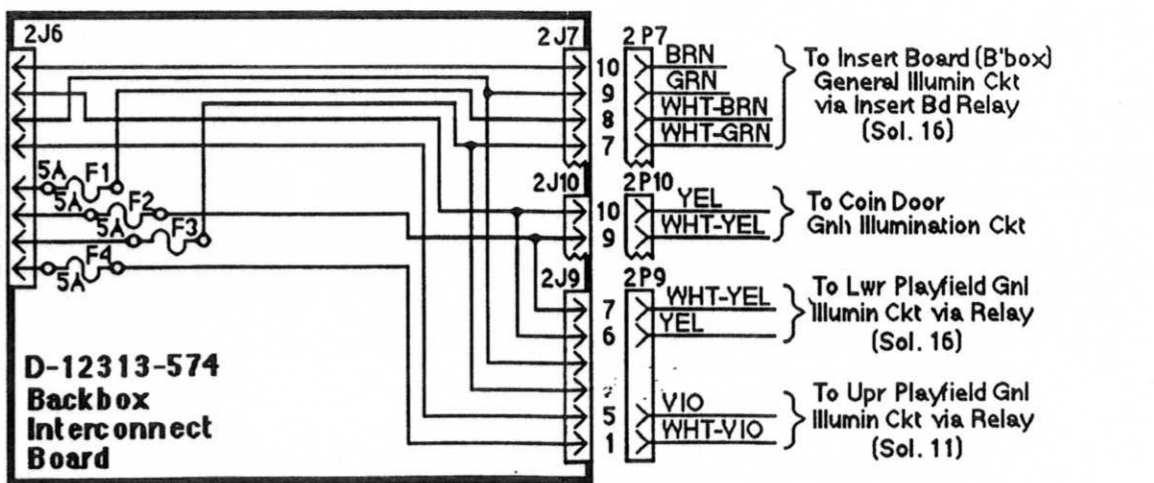 2J6
2J7
2P7
10 BRN
9 GRN
8 WHT-BRN
7 WHT-GRN
To Insert Board (B'box)
General Illumin Ckt
via Insert Bd Relay
(Sol. 16)
5A F1
5A F2
5A F3
5A F4
2J10
2P10
10 YEL
9 WHT-YEL
To Coin Door
Gnh Illumination Ckt
2J9
2P9
7 WHT-YEL
6 YEL
To Lwr Playfield Gnl
Illumin Ckt via Relay
(Sol. 16)
5 VIO
1 WHT-VIO
To Upr Playfield Gnl
Illumin Ckt via Relay
(Sol. 11)
D-12313-574
Backbox
Interconnect
Board